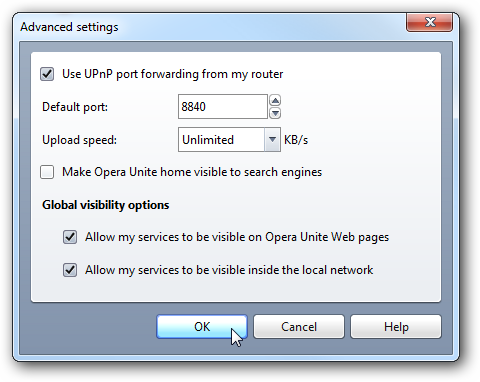 Advanced settings
Use UPnP port forwarding from my router
Default port: 8840
Upload speed: Unlimited KB/s
Make Opera Unite home visible to search engines
Global visibility options
Allow my services to be visible on Opera Unite Web pages
Allow my services to be visible inside the local network
OK Cancel Help